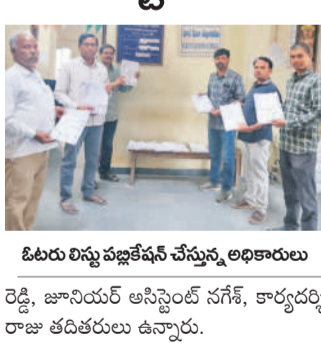 ఓటరు లిస్టు పబ్లికేషన్ చేస్తున్న అధికారులు
రెడ్డి, జూనియర్ అసిస్టెంట్ నగేశ్, కార్యదర్శి
రాజు తదితరులు ఉన్నారు.